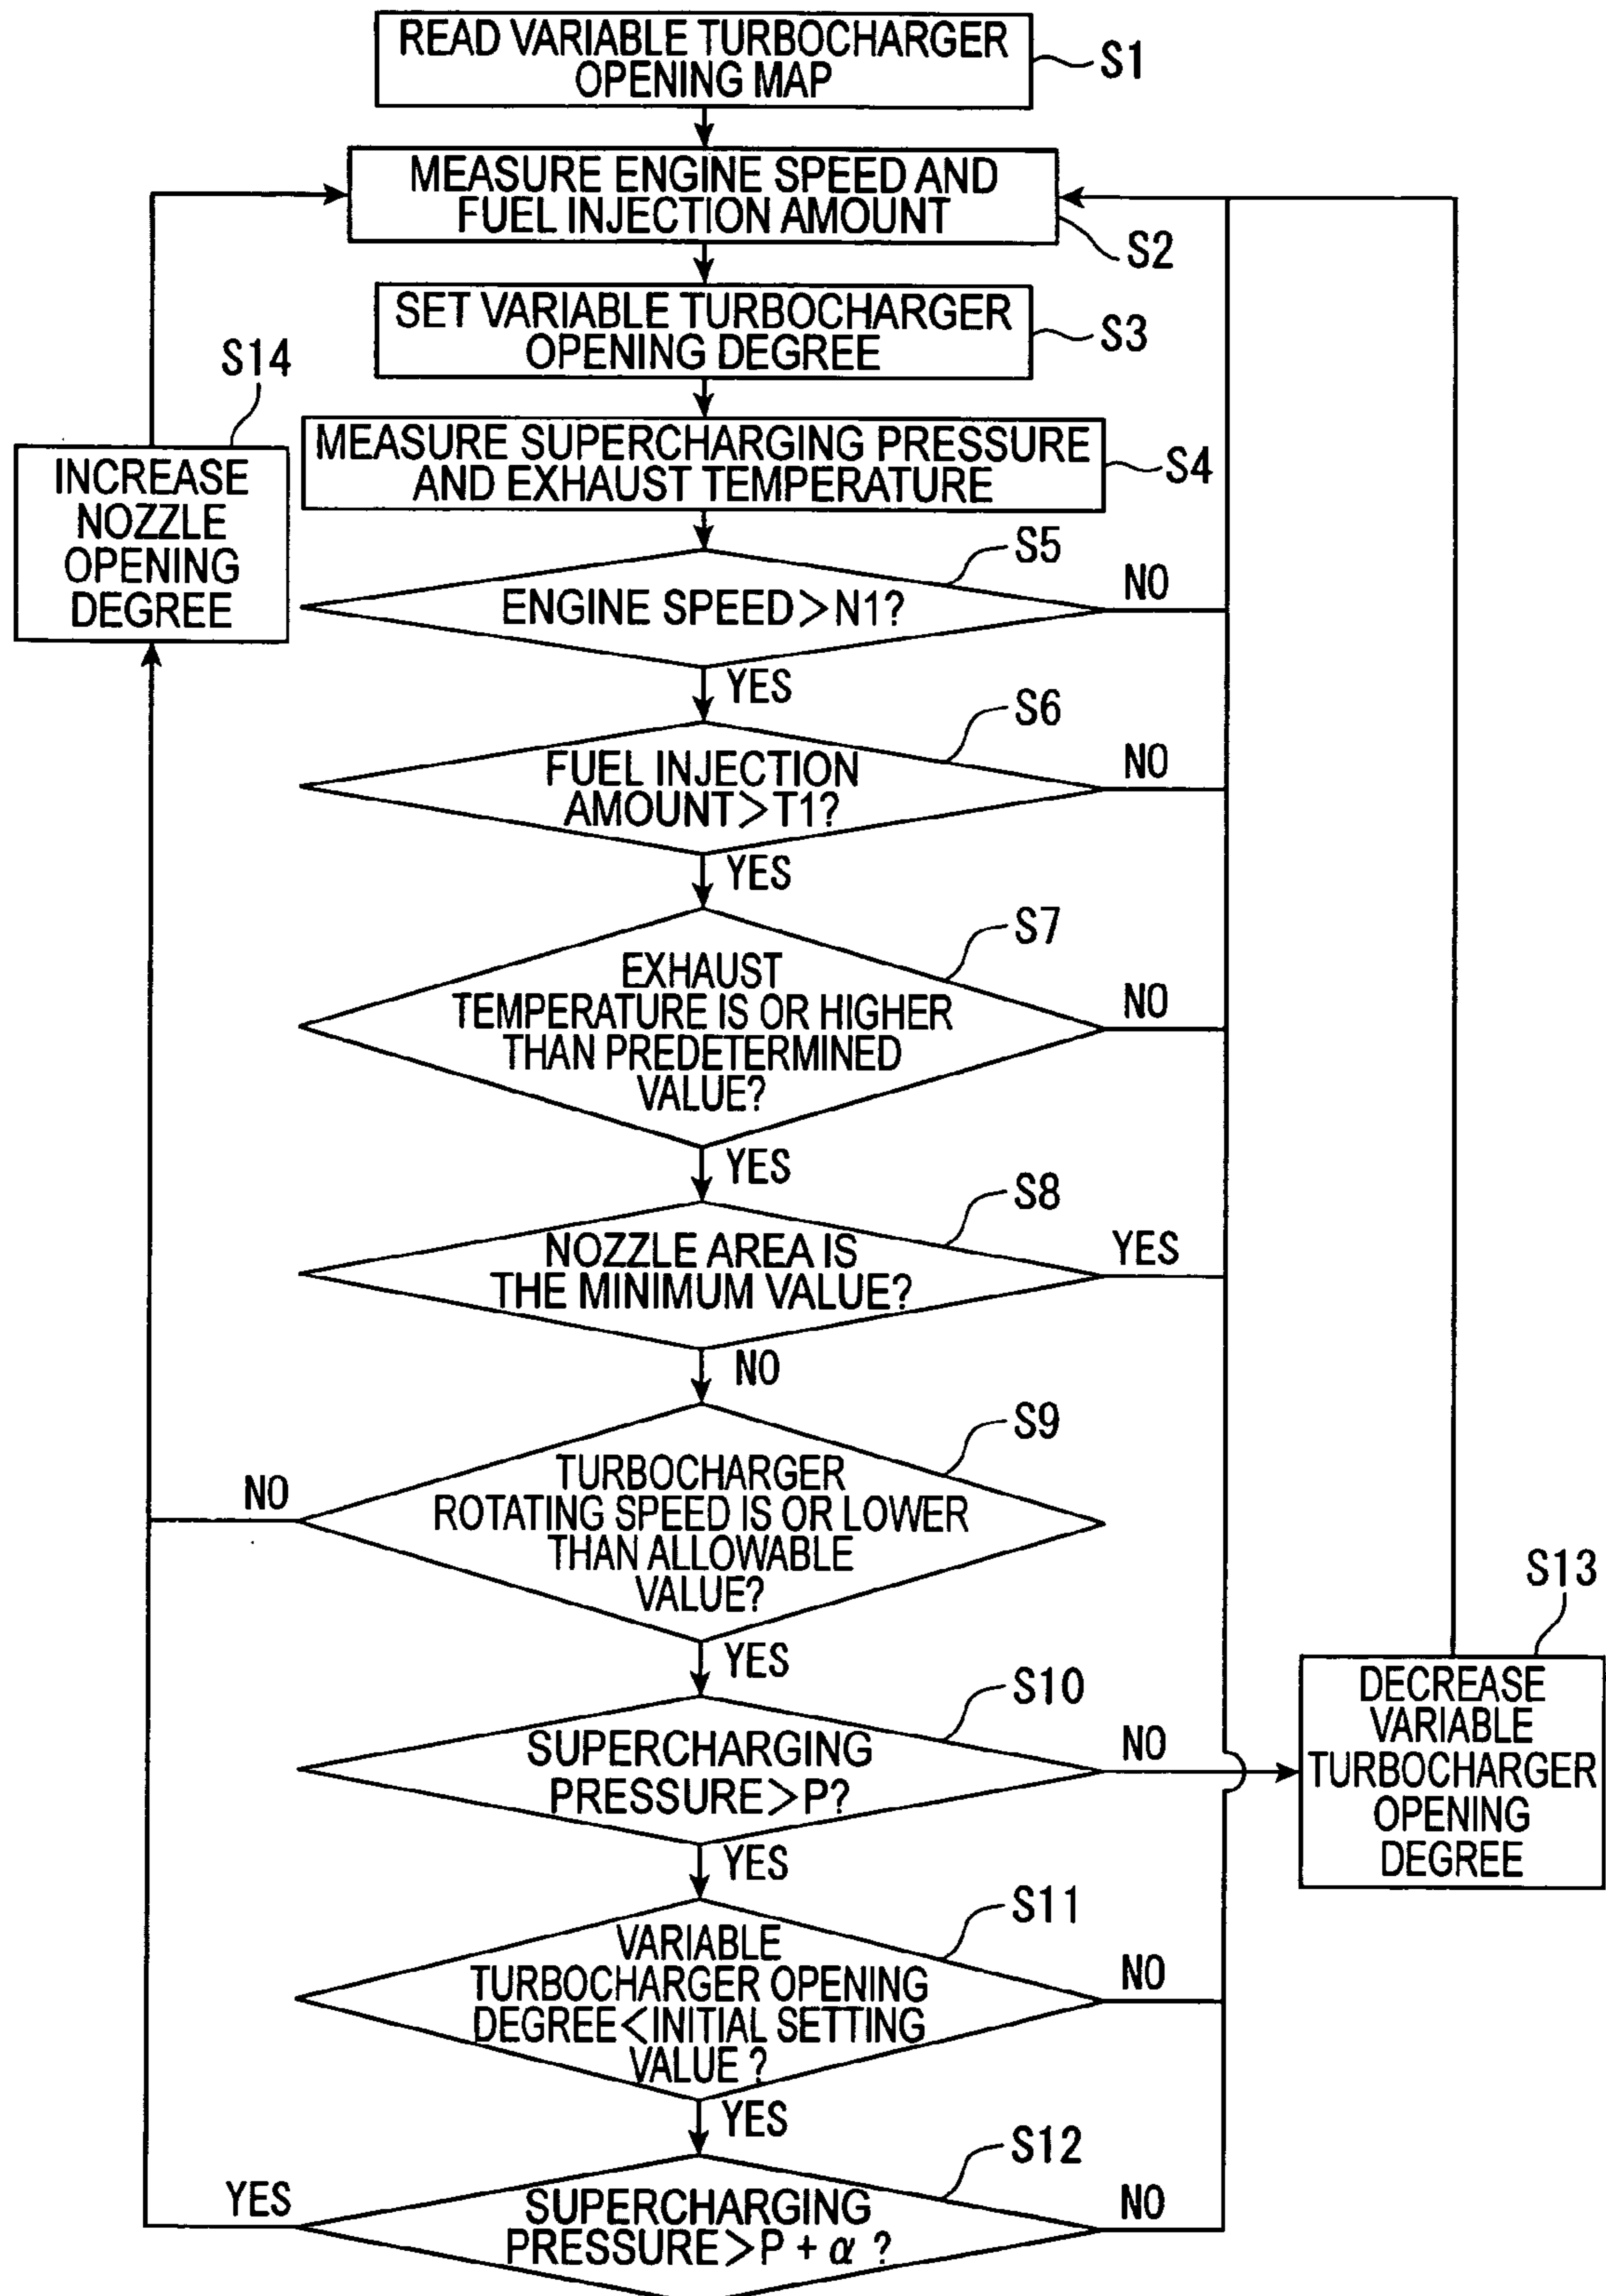 READ VARIABLE TURBOCHARGER
OPENING MAP
S1
MEASURE ENGINE SPEED AND
FUEL INJECTION AMOUNT
S2
SET VARIABLE TURBOCHARGER
OPENING DEGREE
S3
S14
INCREASE
NOZZLE
OPENING
DEGREE
MEASURE SUPERCHARGING PRESSURE
AND EXHAUST TEMPERATURE
S4
S5
ENGINE SPEED>N1?
NO
YES
S6
FUEL INJECTION
AMOUNT>T1?
NO
YES
S7
EXHAUST
TEMPERATURE IS OR HIGHER
THAN PREDETERMINED
VALUE?
NO
YES
S8
NOZZLE AREA IS
THE MINIMUM VALUE?
YES
NO
S9
TURBOCHARGER
ROTATING SPEED IS OR LOWER
THAN ALLOWABLE
VALUE?
NO
YES
S10
SUPERCHARGING
PRESSURE>P?
NO
S13
DECREASE
VARIABLE
TURBOCHARGER
OPENING
DEGREE
YES
S11
VARIABLE
TURBOCHARGER OPENING
DEGREE<INITIAL SETTING
VALUE ?
NO
YES
S12
SUPERCHARGING
PRESSURE>P + α ?
YES
NO